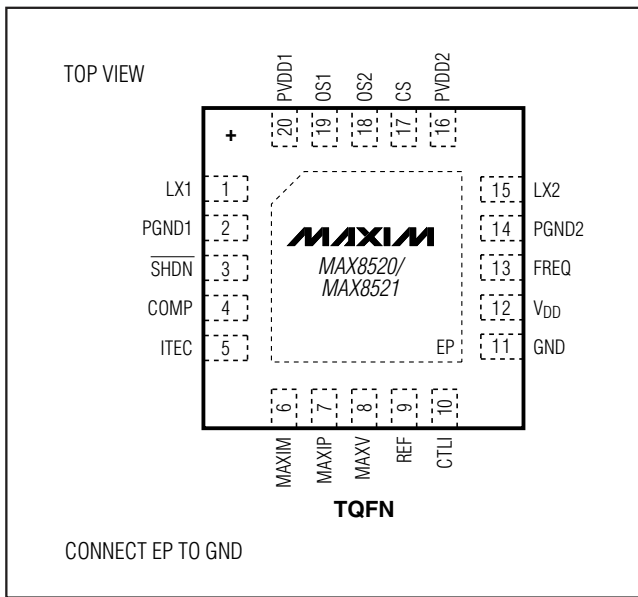 TOP VIEW
PVDD1
OS1
OS2
CS
PVDD2
20
19
18
17
16
+
LX1
1
PGND1
2
SHDN
3
COMP
4
ITEC
5
MAXIM
MAX8520/
MAX8521
EP
15
LX2
14
PGND2
13
FREQ
12
VDD
11
GND
6
7
8
9
10
MAXIM
MAXIP
MAXV
REF
CTLI
TQFN
CONNECT EP TO GND